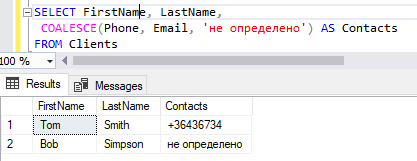 SELECT FirstName, LastName,
COALESCE(Phone, Email, 'не определено') AS Contacts
FROM Clients
100 %
Results Messages
FirstName LastName Contacts
1 Tom Smith +36436734
2 Bob Simpson не определено